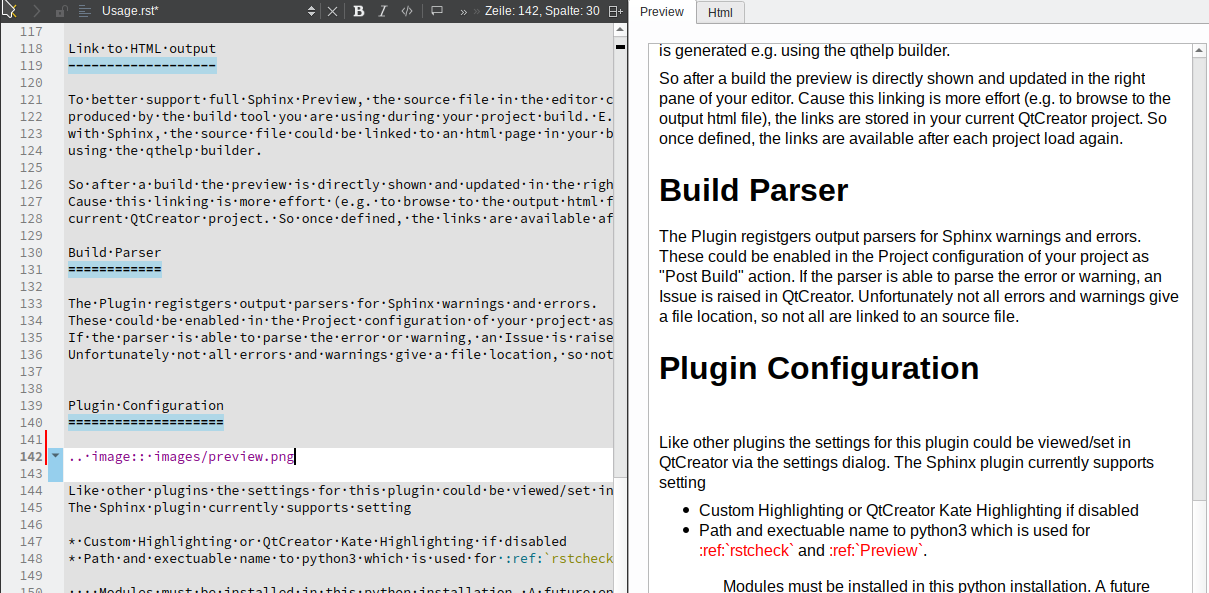 Usage.rst*
B I </> » » Zeile: 142, Spalte: 30
117
118 Link·to·HTML·output
119 -------------------
120
121 To·better·support·full·Sphinx·Preview,·the·source·file·in·the·editor·c
122 produced·by·the·build·tool·you·are·using·during·your·project·build.·E.
123 with·Sphinx,·the·source·file·could·be·linked·to·an·html·page·in·your·b
124 using·the·qthelp·builder.
125
126 So·after·a·build·the·preview·is·directly·shown·and·updated·in·the·righ
127 Cause·this·linking·is·more·effort·(e.g.·to·browse·to·the·output·html·f
128 current·QtCreator·project.·So·once·defined,·the·links·are·available·af
129
130 Build·Parser
131 ============
132
133 The·Plugin·registgers·output·parsers·for·Sphinx·warnings·and·errors.
134 These·could·be·enabled·in·the·Project·configuration·of·your·project·as
135 If·the·parser·is·able·to·parse·the·error·or·warning,·an·Issue·is·raise
136 Unfortunately·not·all·errors·and·warnings·give·a·file·location,·so·not
137
138
139 Plugin·Configuration
140 ====================
141
142 ..·image::·images/preview.png
143
144 Like·other·plugins·the·settings·for·this·plugin·could·be·viewed/set·in
145 The·Sphinx·plugin·currently·supports·setting
146
147 *·Custom·Highlighting·or·QtCreator·Kate·Highlighting·if·disabled
148 *·Path·and·exectuable·name·to·python3·which·is·used·for·:ref:`rstcheck
149
150 ····Modules·must·be·installed·in·this·python·installation.·A·future·en
Preview Html
is generated e.g. using the qthelp builder.
So after a build the preview is directly shown and updated in the right
pane of your editor. Cause this linking is more effort (e.g. to browse to the
output html file), the links are stored in your current QtCreator project. So
once defined, the links are available after each project load again.
Build Parser
The Plugin registgers output parsers for Sphinx warnings and errors.
These could be enabled in the Project configuration of your project as
"Post Build" action. If the parser is able to parse the error or warning, an
Issue is raised in QtCreator. Unfortunately not all errors and warnings give
a file location, so not all are linked to an source file.
Plugin Configuration
Like other plugins the settings for this plugin could be viewed/set in
QtCreator via the settings dialog. The Sphinx plugin currently supports
setting
• Custom Highlighting or QtCreator Kate Highlighting if disabled
• Path and exectuable name to python3 which is used for
:ref:`rstcheck` and :ref:`Preview`.
Modules must be installed in this python installation. A future